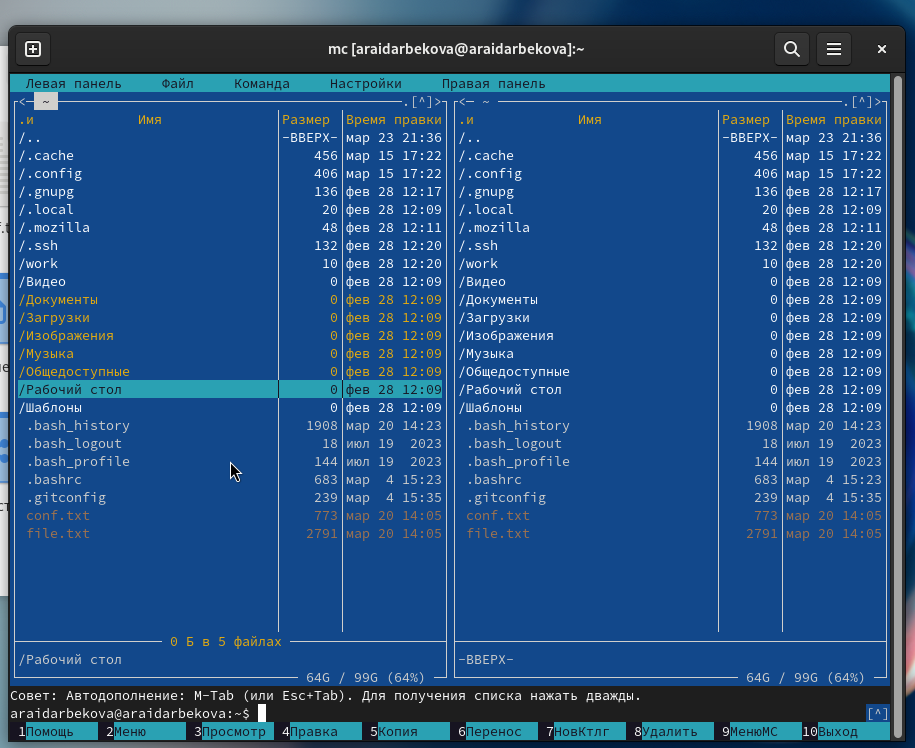 mc [araidarbekova@araidarbekova]:~
Левая панель Файл Команда Настройки Правая панель
<- ~ .[^]> <- ~ .[^]>
.и Имя Размер Время правки .и Имя Размер Время правки
/.. -ВВЕРХ- мар 23 21:36 /.. -ВВЕРХ- мар 23 21:36
/.cache 456 мар 15 17:22 /.cache 456 мар 15 17:22
/.config 406 мар 15 17:22 /.config 406 мар 15 17:22
/.gnupg 136 фев 28 12:17 /.gnupg 136 фев 28 12:17
/.local 20 фев 28 12:09 /.local 20 фев 28 12:09
/.mozilla 48 фев 28 12:11 /.mozilla 48 фев 28 12:11
/.ssh 132 фев 28 12:20 /.ssh 132 фев 28 12:20
/work 10 фев 28 12:20 /work 10 фев 28 12:20
/Видео 0 фев 28 12:09 /Видео 0 фев 28 12:09
/Документы 0 фев 28 12:09 /Документы 0 фев 28 12:09
/Загрузки 0 фев 28 12:09 /Загрузки 0 фев 28 12:09
/Изображения 0 фев 28 12:09 /Изображения 0 фев 28 12:09
/Музыка 0 фев 28 12:09 /Музыка 0 фев 28 12:09
/Общедоступные 0 фев 28 12:09 /Общедоступные 0 фев 28 12:09
/Рабочий стол 0 фев 28 12:09 /Рабочий стол 0 фев 28 12:09
/Шаблоны 0 фев 28 12:09 /Шаблоны 0 фев 28 12:09
.bash_history 1908 мар 20 14:23 .bash_history 1908 мар 20 14:23
.bash_logout 18 июл 19 2023 .bash_logout 18 июл 19 2023
.bash_profile 144 июл 19 2023 .bash_profile 144 июл 19 2023
.bashrc 683 мар 4 15:23 .bashrc 683 мар 4 15:23
.gitconfig 239 мар 4 15:35 .gitconfig 239 мар 4 15:35
conf.txt 773 мар 20 14:05 conf.txt 773 мар 20 14:05
file.txt 2791 мар 20 14:05 file.txt 2791 мар 20 14:05
0 Б в 5 файлах
/Рабочий стол -ВВЕРХ-
64G / 99G (64%) 64G / 99G (64%)
Совет: Автодополнение: M-Tab (или Esc+Tab). Для получения списка нажать дважды.
araidarbekova@araidarbekova:~$ [^]
1Помощь 2Меню 3Просмотр 4Правка 5Копия 6Перенос 7НовКтлг 8Удалить 9МенюМС 10Выход